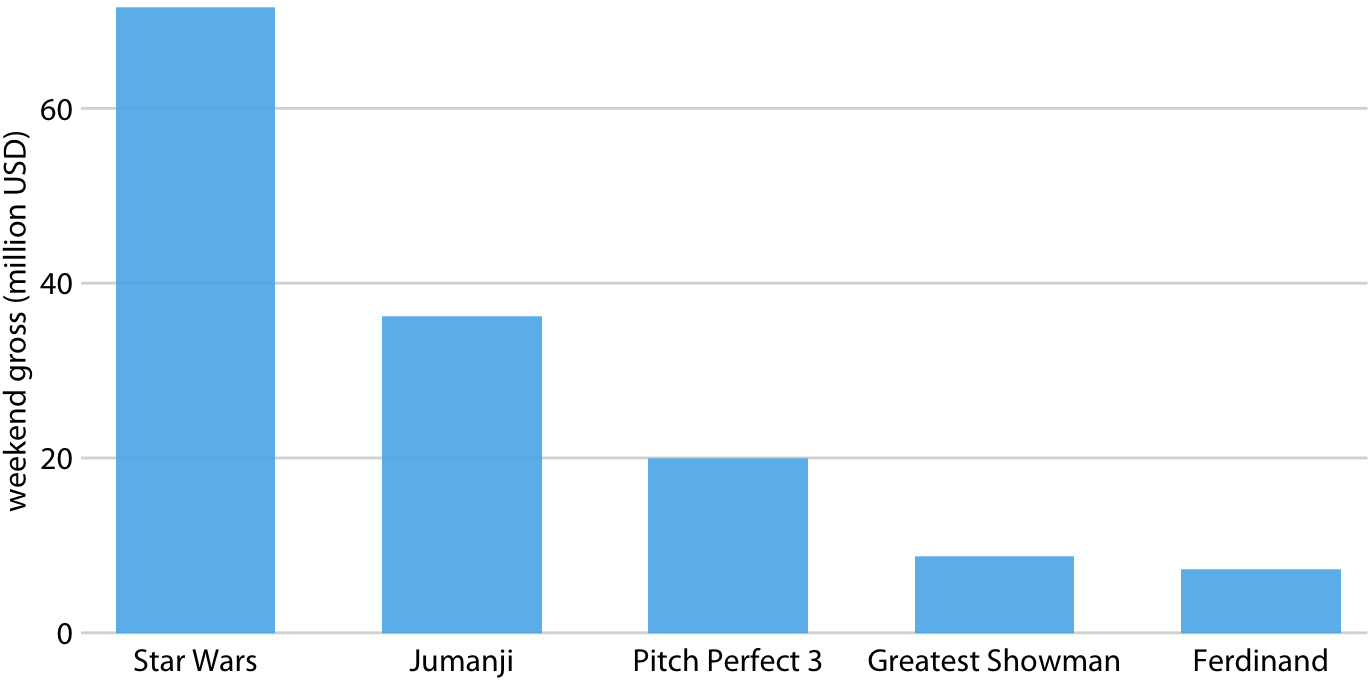 weekend gross (million USD)
60
40
20
0
Star Wars
Jumanji
Pitch Perfect 3
Greatest Showman
Ferdinand